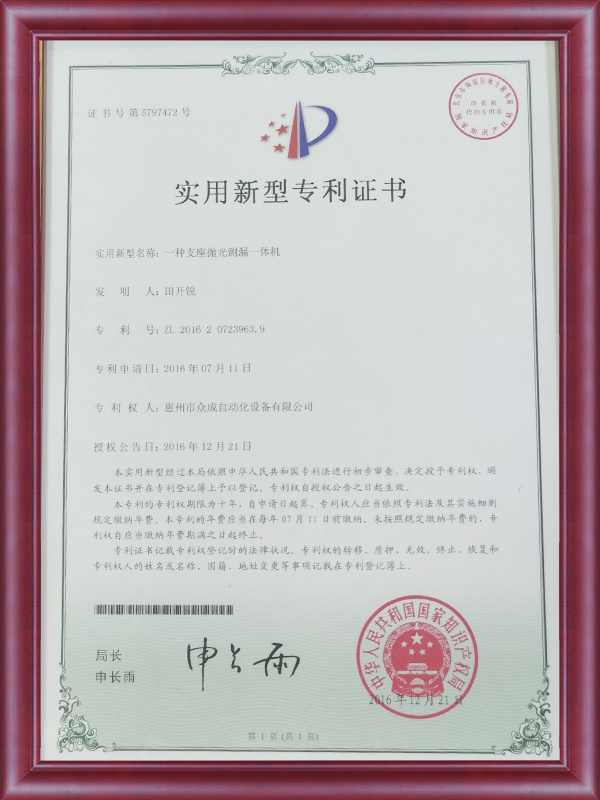 证书号第5797472号
实用新型专利证书
实用新型名称：一种支座抛光测漏一体机
发 明 人：田开锐
专 利 号：ZL 2016 2 0723963.9
专利申请日：2016年07月11日
专 利 权 人：惠州市众成自动化设备有限公司
授权公告日：2016年12月21日
本实用新型经过本局依照中华人民共和国专利法进行初步审查，决定授予专利权，颁
发本证书并在专利登记簿上予以登记。专利权自授权公告之日起生效。
本专利的专利权期限为十年，自申请日起算。专利权人应当依照专利法及其实施细则
规定缴纳年费。本专利的年费应当在每年07月11日前缴纳。未按照规定缴纳年费的，专
利权自应当缴纳年费期满之日起终止。
专利证书记载专利权登记时的法律状况。专利权的转移、质押、无效、终止、恢复和
专利权人的姓名或名称、国籍、地址变更等事项记载在专利登记簿上。
局长
申长雨
申长雨
中华人民共和国国家知识产权局
2016年12月21日
第1页(共1页)